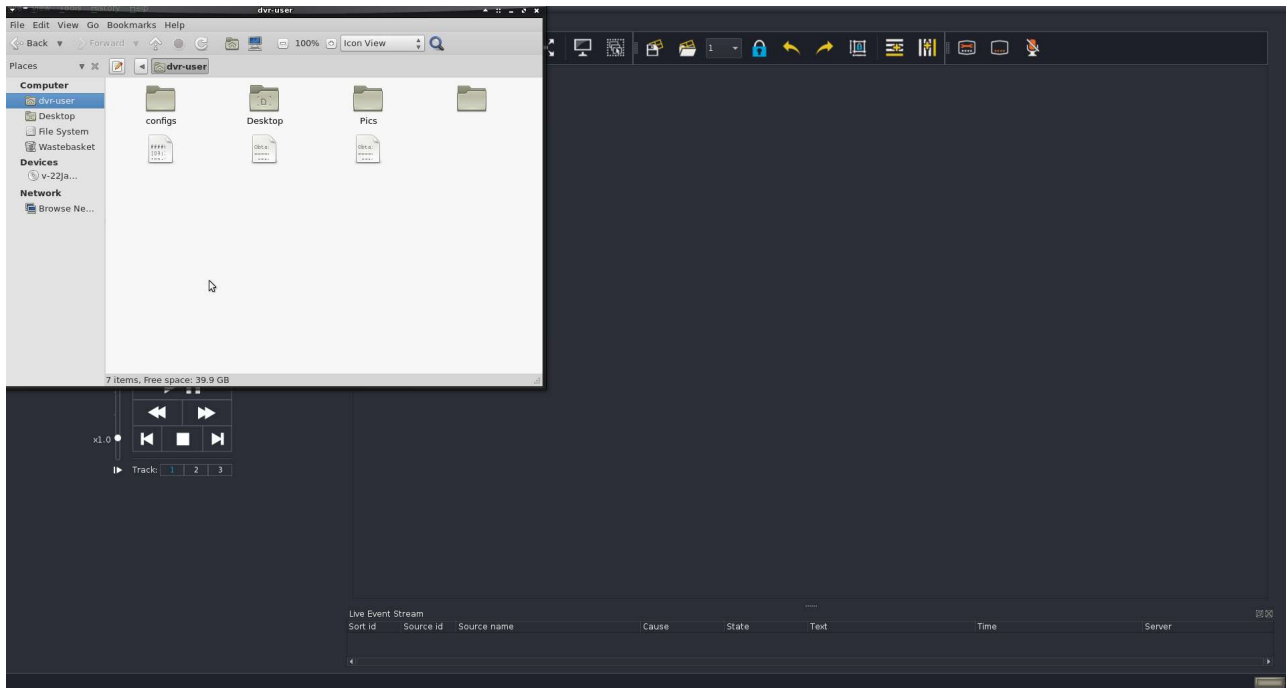 dvr-user
File Edit View Go Bookmarks Help
Back Forward 100% Icon View
Places dvr-user
Computer
dvr-user
Desktop
File System
Wastebasket
Devices
v-22Ja...
Network
Browse Ne...
configs Desktop Pics
7 items, Free space: 39.9 GB
1
x1.0
Track: 1 2 3
Live Event Stream
Sort id Source id Source name Cause State Text Time Server